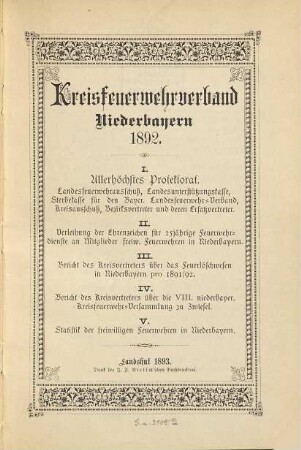 Kreisfeuerwehrverband
Niederbayern
1892.
I.
Allerhöchstes Protektorat.
Landesfeuerwehrausschuß, Landesunterstützungskasse,
Sterbekasse für den Bayer. Landesfeuerwehr-Verband,
Kreisausschuß, Bezirksvertreter und deren Ersatzvertreter.
II.
Verleihung der Ehrenzeichen für 25jährige Feuerwehr-
dienste an Mitglieder freiw. Feuerwehren in Niederbayern.
III.
Bericht des Kreisvertreters über das Feuerlöschwesen
in Niederbayern pro 1891/92.
IV.
Bericht des Kreisvertreters über die VIII. niederbayer.
Kreisfeuerwehr-Versammlung zu Zwiesel.
V.
Statistik der freiwilligen Feuerwehren in Niederbayern.
Landshut 1893.
Druck der J. F.